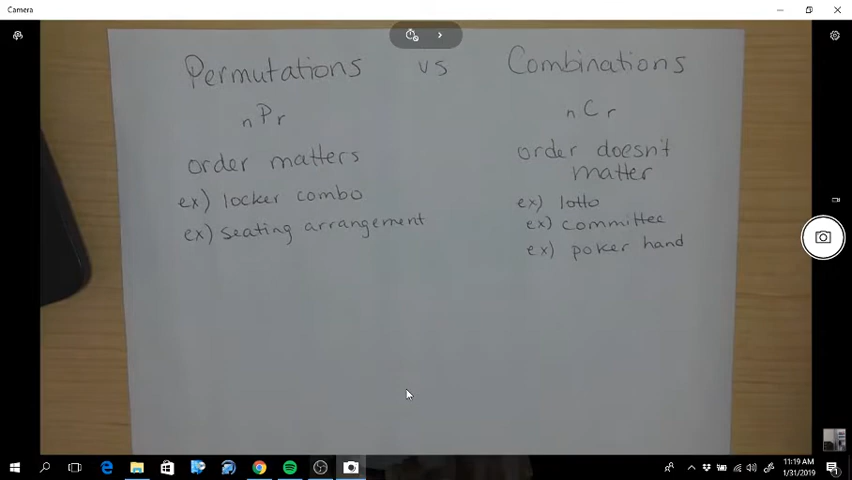 Camera
Permutations vs Combinations
nPr
nCr
order matters
order doesn't
matter
ex) locker combo
ex) lotto
ex) seating arrangement
ex) committee
ex) poker hand
11:19 AM
1/31/2019